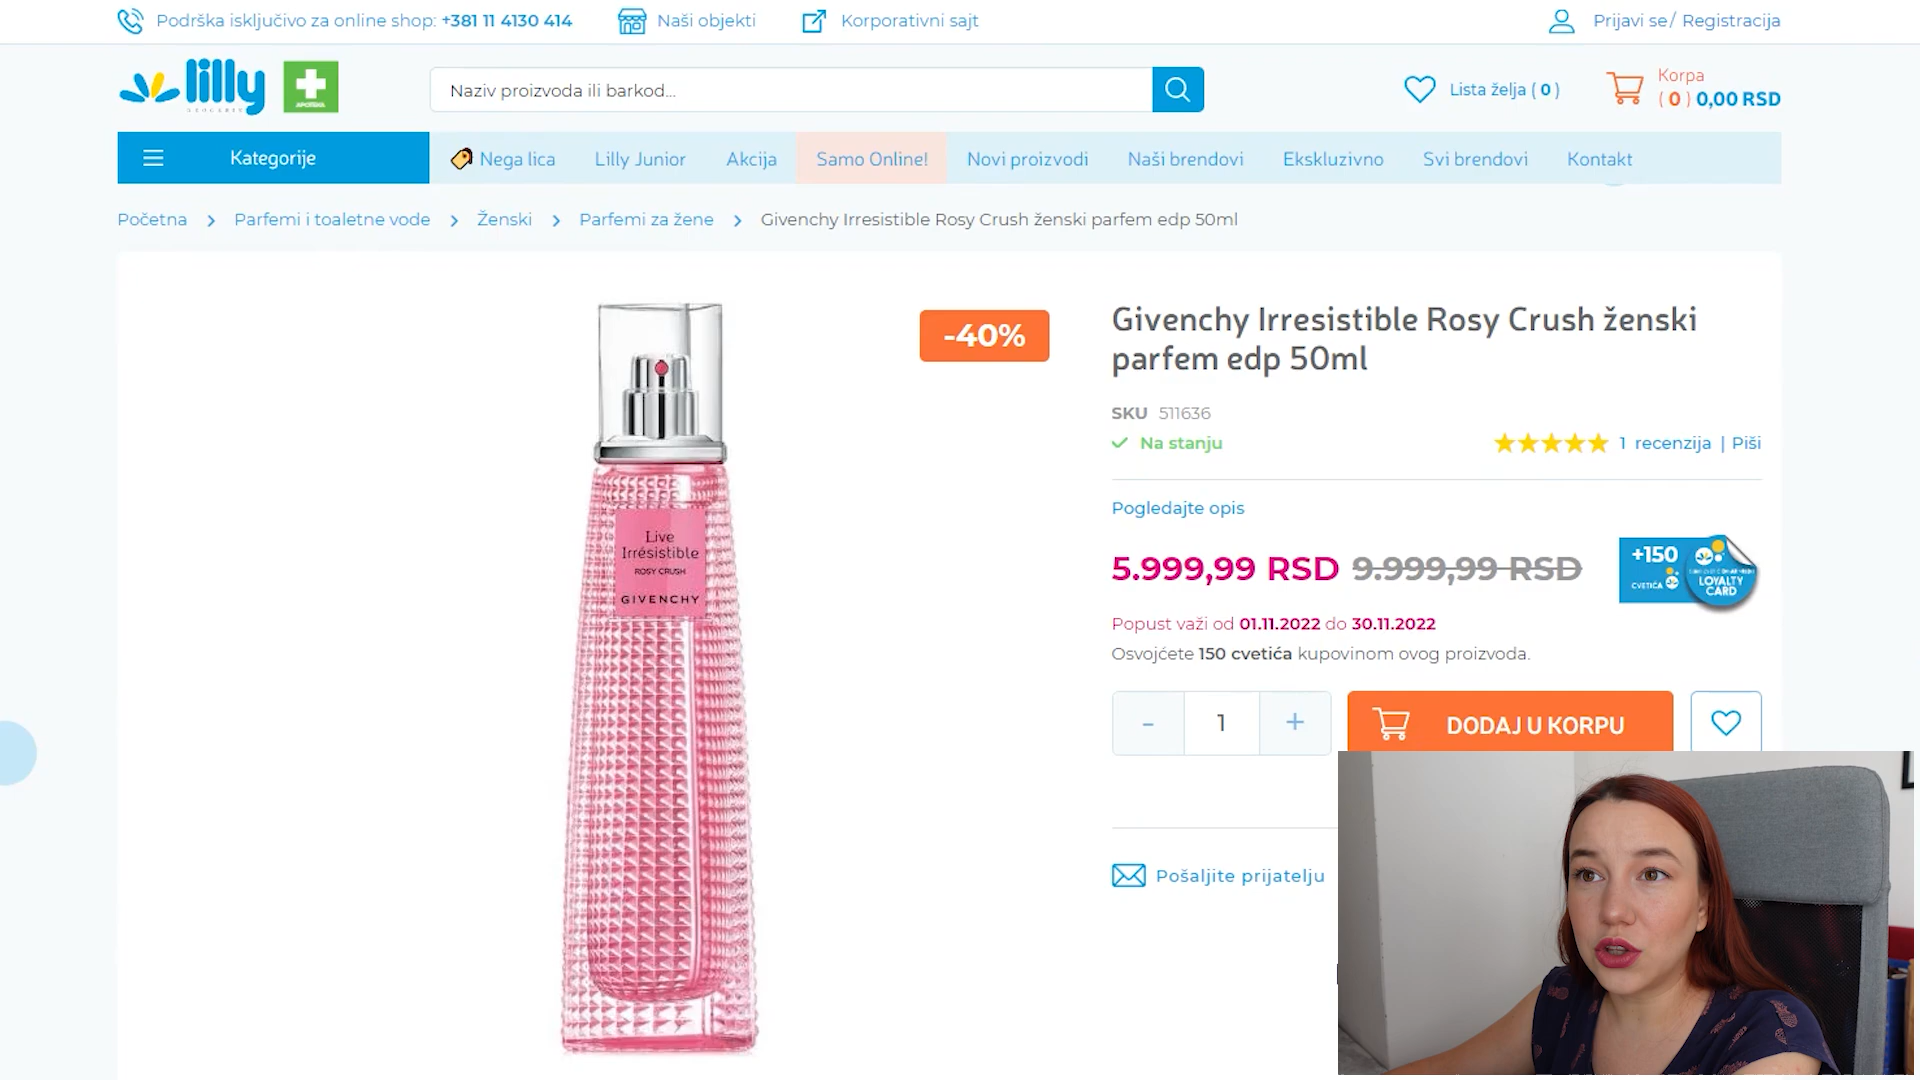 Podrška isključivo za online shop: +381 11 4130 414
Naši objekti
Korporativni sajt
Prijavi se/ Registracija
lilly
Naziv proizvoda ili barkod...
Lista želja ( 0 )
Korpa
( 0 ) 0,00 RSD
Kategorije
Nega lica
Lilly Junior
Akcija
Samo Online!
Novi proizvodi
Naši brendovi
Ekskluzivno
Svi brendovi
Kontakt
Početna
Parfemi i toaletne vode
Ženski
Parfemi za žene
Givenchy Irresistible Rosy Crush ženski parfem edp 50ml
-40%
Live
Irrésistible
ROSY CRUSH
GIVENCHY
Givenchy Irresistible Rosy Crush ženski
parfem edp 50ml
SKU 511636
Na stanju
1 recenzija | Piši
Pogledajte opis
5.999,99 RSD 9.999,99 RSD
+150
CVETIĆA
LOYALTY
CARD
Popust važi od 01.11.2022 do 30.11.2022
Osvojćete 150 cvetića kupovinom ovog proizvoda.
- 1 +
DODAJ U KORPU
Pošaljite prijatelju